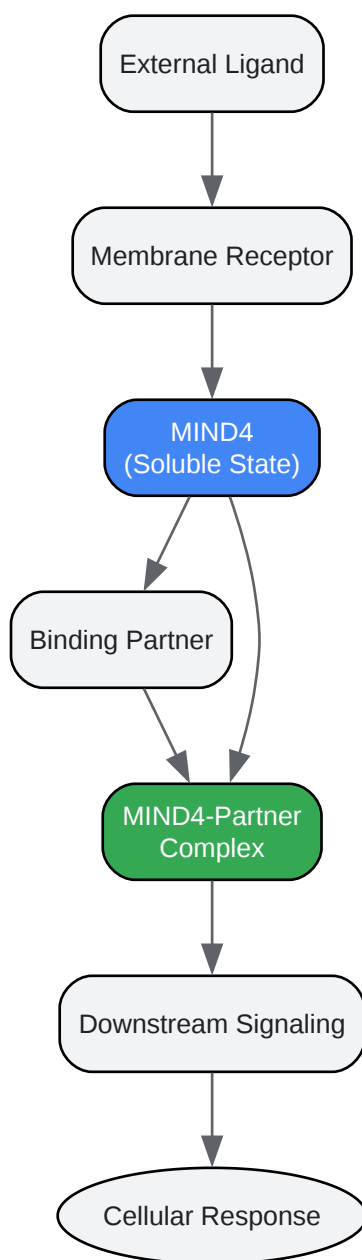 External Ligand
Membrane Receptor
MIND4
(Soluble State)
Binding Partner
MIND4-Partner
Complex
Downstream Signaling
Cellular Response